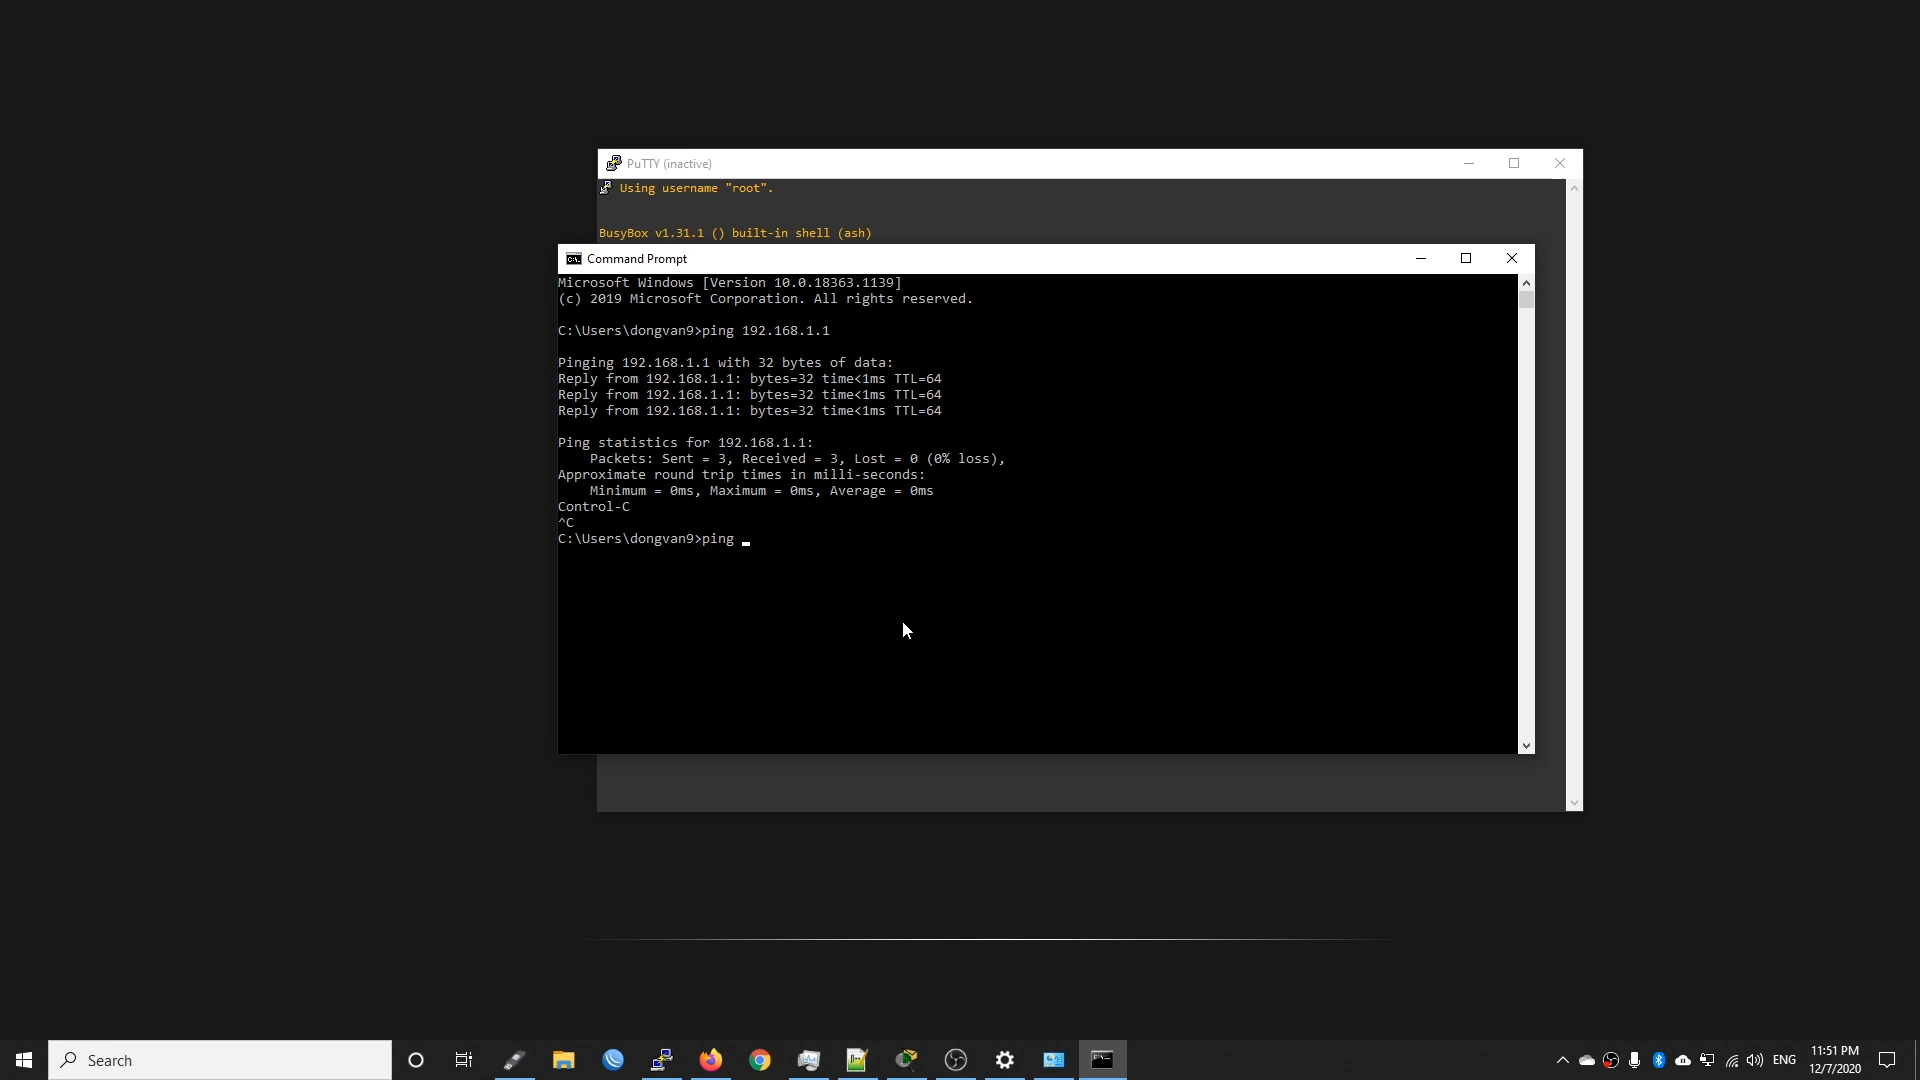 PuTTY (inactive)
Using username "root".
BusyBox v1.31.1 () built-in shell (ash)
Command Prompt
Microsoft Windows [Version 10.0.18363.1139]
(c) 2019 Microsoft Corporation. All rights reserved.
C:\Users\dongvan9>ping 192.168.1.1
Pinging 192.168.1.1 with 32 bytes of data:
Reply from 192.168.1.1: bytes=32 time<1ms TTL=64
Reply from 192.168.1.1: bytes=32 time<1ms TTL=64
Reply from 192.168.1.1: bytes=32 time<1ms TTL=64
Ping statistics for 192.168.1.1:
    Packets: Sent = 3, Received = 3, Lost = 0 (0% loss),
Approximate round trip times in milli-seconds:
    Minimum = 0ms, Maximum = 0ms, Average = 0ms
Control-C
^C
C:\Users\dongvan9>ping _
Search
ENG
11:51 PM
12/7/2020